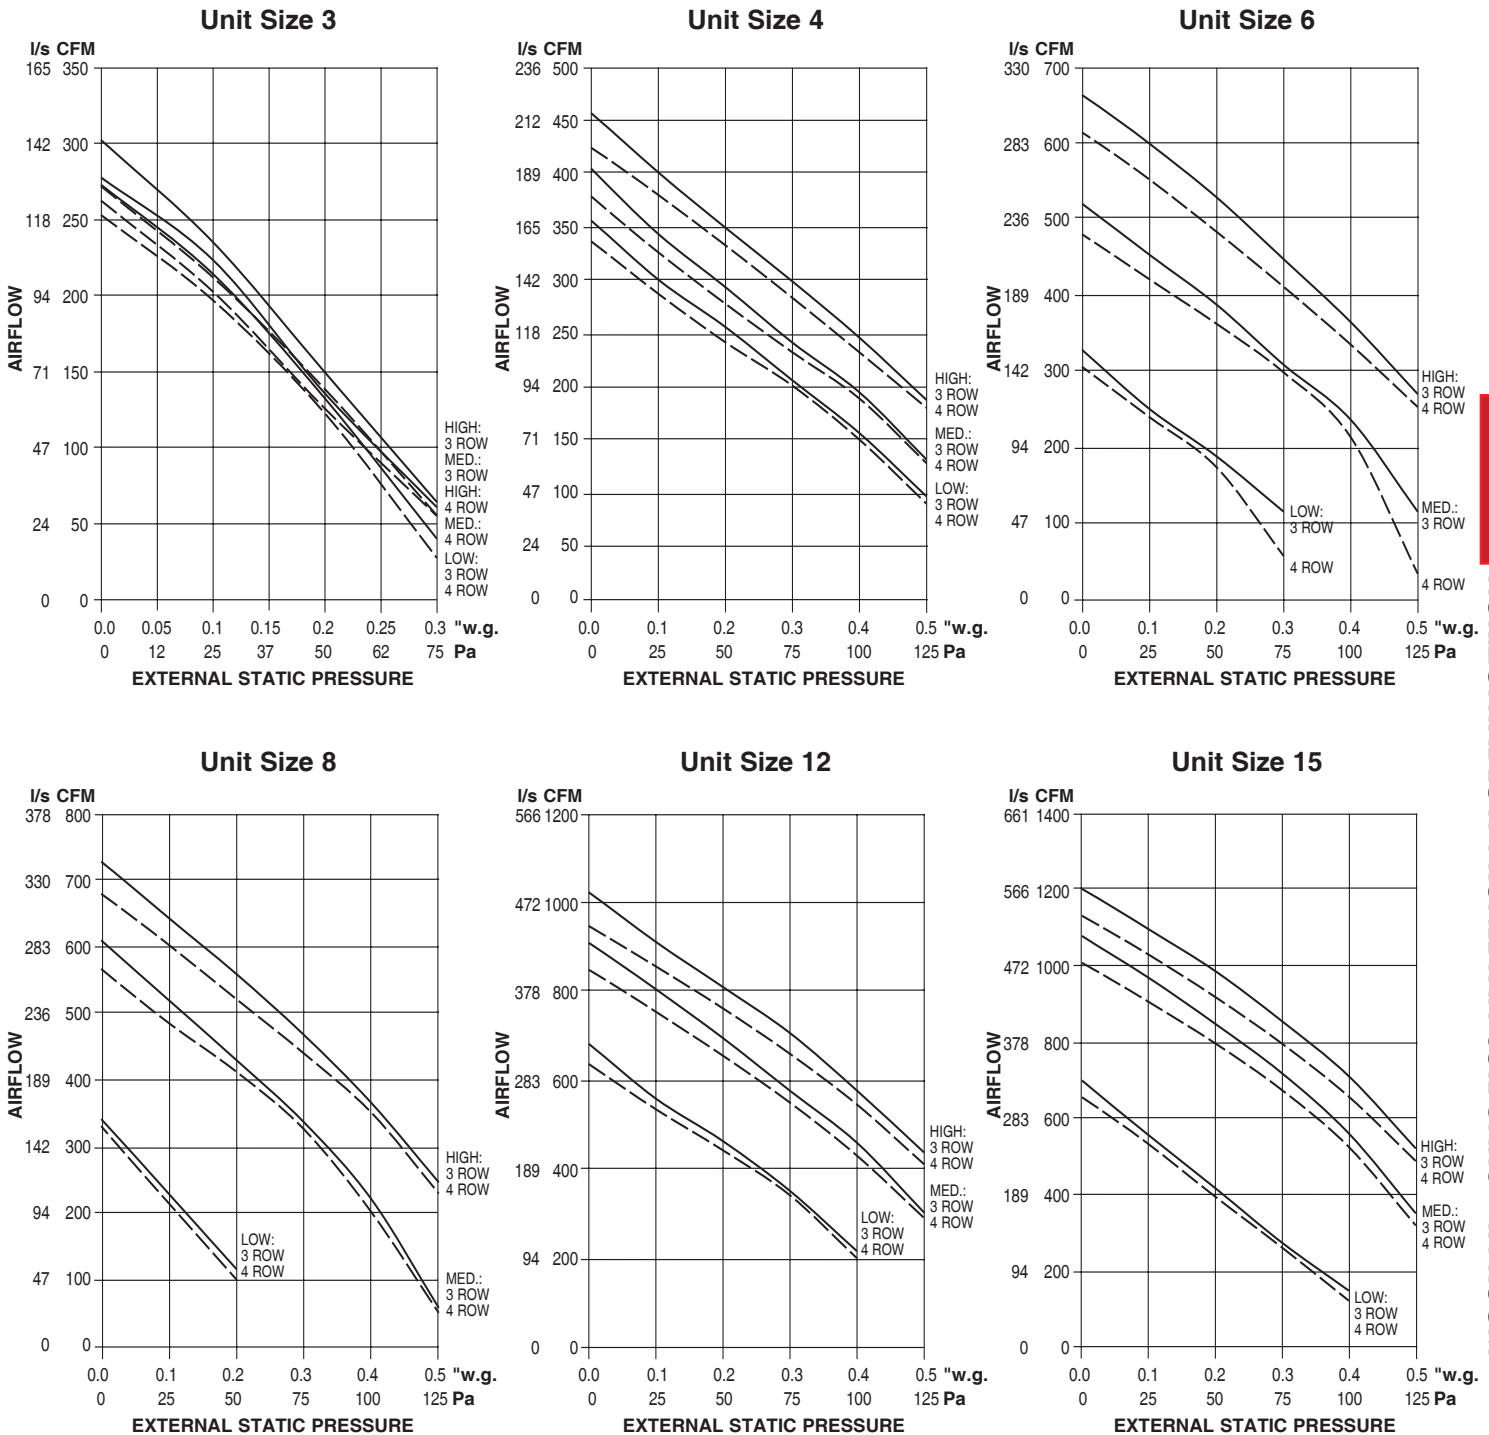 Unit Size 3
l/s CFM
165 350
142 300
118 250
94 200
71 150
47 100
24 50
0 0
AIRFLOW
HIGH:
3 ROW
MED.:
3 ROW
HIGH:
4 ROW
MED.:
4 ROW
LOW:
3 ROW
4 ROW
0.0 0.05 0.1 0.15 0.2 0.25 0.3 "w.g.
0 12 25 37 50 62 75 Pa
EXTERNAL STATIC PRESSURE
Unit Size 4
l/s CFM
236 500
212 450
189 400
165 350
142 300
118 250
94 200
71 150
47 100
24 50
0 0
AIRFLOW
HIGH:
3 ROW
4 ROW
MED.:
3 ROW
4 ROW
LOW:
3 ROW
4 ROW
0.0 0.1 0.2 0.3 0.4 0.5 "w.g.
0 25 50 75 100 125 Pa
EXTERNAL STATIC PRESSURE
Unit Size 6
l/s CFM
330 700
283 600
236 500
189 400
142 300
94 200
47 100
0 0
AIRFLOW
HIGH:
3 ROW
4 ROW
LOW:
3 ROW
4 ROW
MED.:
3 ROW
4 ROW
0.0 0.1 0.2 0.3 0.4 0.5 "w.g.
0 25 50 75 100 125 Pa
EXTERNAL STATIC PRESSURE
Unit Size 8
l/s CFM
378 800
330 700
283 600
236 500
189 400
142 300
94 200
47 100
0 0
AIRFLOW
HIGH:
3 ROW
4 ROW
LOW:
3 ROW
4 ROW
MED.:
3 ROW
4 ROW
0.0 0.1 0.2 0.3 0.4 0.5 "w.g.
0 25 50 75 100 125 Pa
EXTERNAL STATIC PRESSURE
Unit Size 12
l/s CFM
566 1200
472 1000
378 800
283 600
189 400
94 200
0 0
AIRFLOW
HIGH:
3 ROW
4 ROW
MED.:
3 ROW
4 ROW
LOW:
3 ROW
4 ROW
0.0 0.1 0.2 0.3 0.4 0.5 "w.g.
0 25 50 75 100 125 Pa
EXTERNAL STATIC PRESSURE
Unit Size 15
l/s CFM
661 1400
566 1200
472 1000
378 800
283 600
189 400
94 200
0 0
AIRFLOW
HIGH:
3 ROW
4 ROW
MED.:
3 ROW
4 ROW
LOW:
3 ROW
4 ROW
0.0 0.1 0.2 0.3 0.4 0.5 "w.g.
0 25 50 75 100 125 Pa
EXTERNAL STATIC PRESSURE